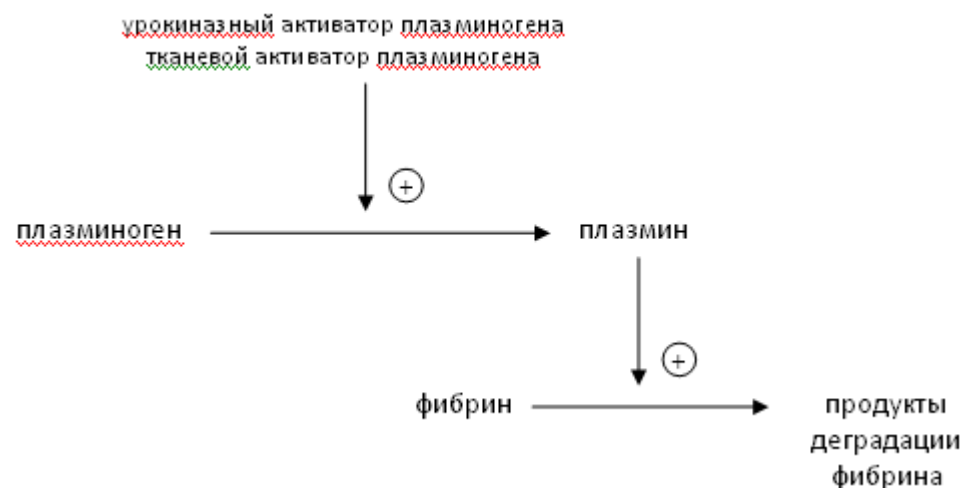 урокиназный активатор плазминогена
тканевой активатор плазминогена
+
плазминоген
плазмин
+
фибрин
продукты
деградации
фибрина